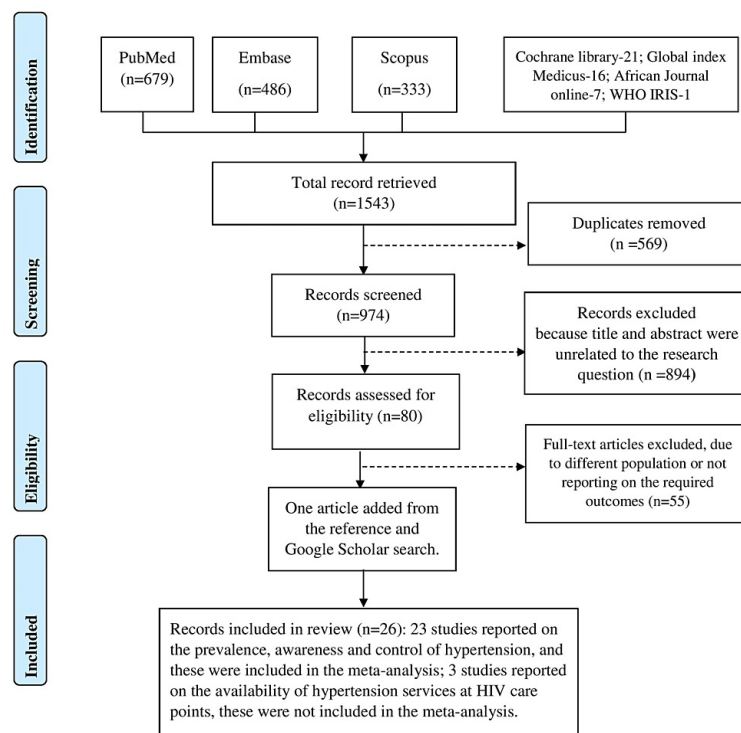 Identification
PubMed
(n=679)
Embase
(n=486)
Scopus
(n=333)
Cochrane library-21; Global index
Medicus-16; African Journal
online-7; WHO IRIS-1
Total record retrieved
(n=1543)
Screening
Duplicates removed
(n =569)
Records screened
(n=974)
Records excluded
because title and abstract were
unrelated to the research
question (n =894)
Eligibility
Records assessed for
eligibility (n=80)
Full-text articles excluded, due
to different population or not
reporting on the required
outcomes (n=55)
One article added from
the reference and
Google Scholar search.
Included
Records included in review (n=26): 23 studies reported on
the prevalence, awareness and control of hypertension, and
these were included in the meta-analysis; 3 studies reported
on the availability of hypertension services at HIV care
points, these were not included in the meta-analysis.